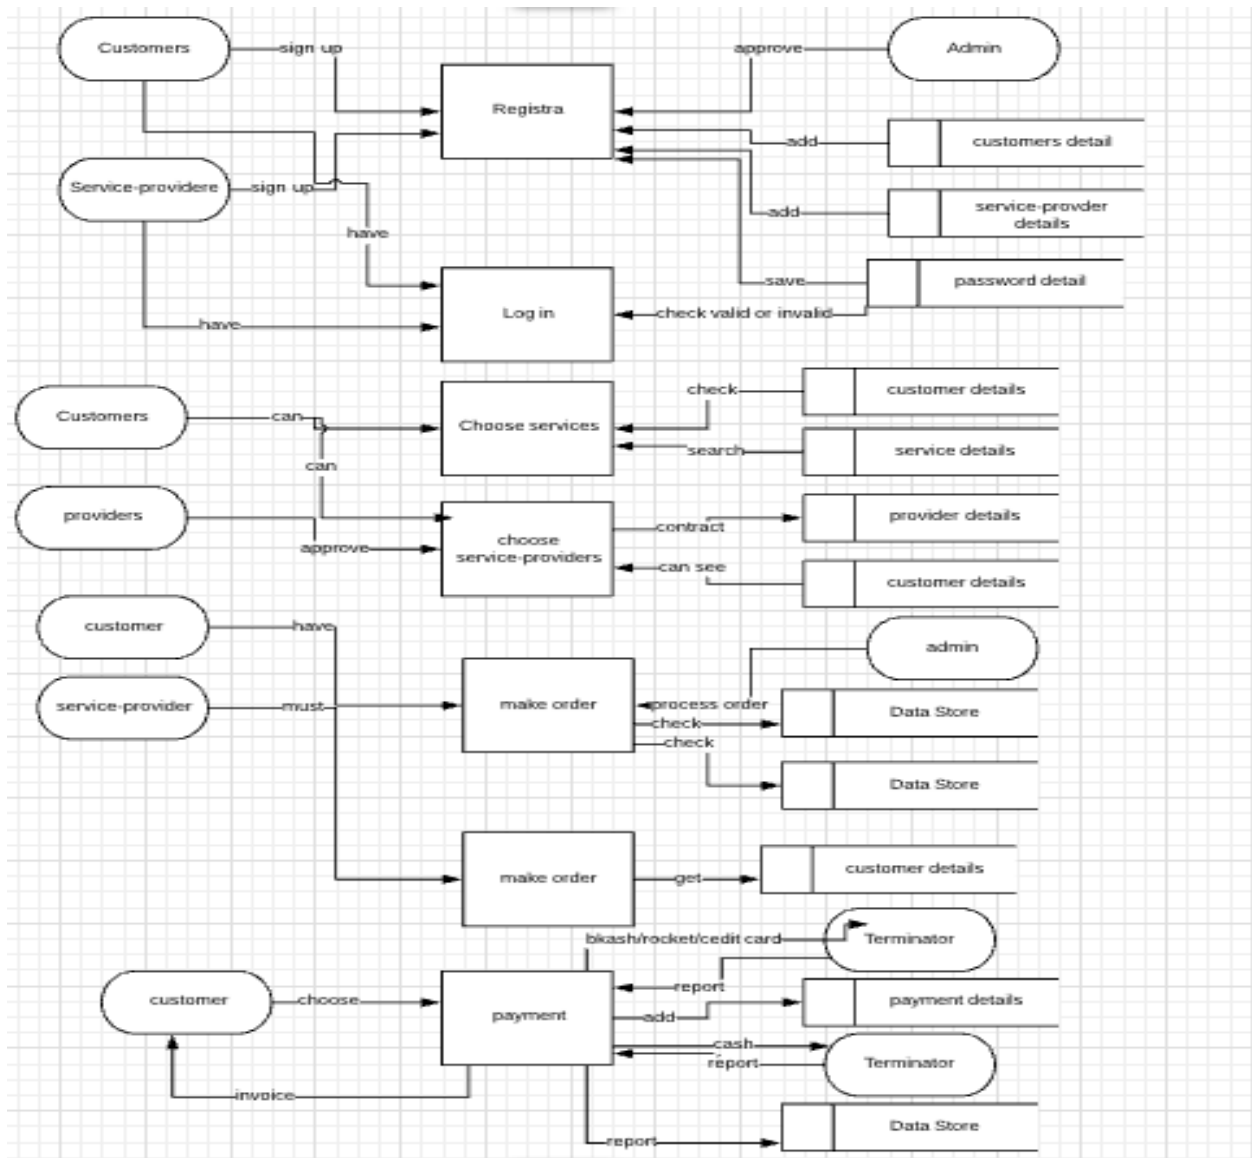 Customers
sign up
approve
Admin
Registra
add
customers detail
Service-providere
sign up
add
service-provder
details
have
save
password detail
Log in
check valid or invalid
have
check
customer details
Customers
can
Choose services
search
service details
can
providers
contract
provider details
choose
service-providers
approve
can see
customer details
customer
have
admin
service-provider
must
make order
process order
check
Data Store
check
Data Store
make order
get
customer details
bkash/rocket/cedit card
Terminator
report
customer
choose
payment
add
payment details
cash
report
Terminator
invoice
report
Data Store